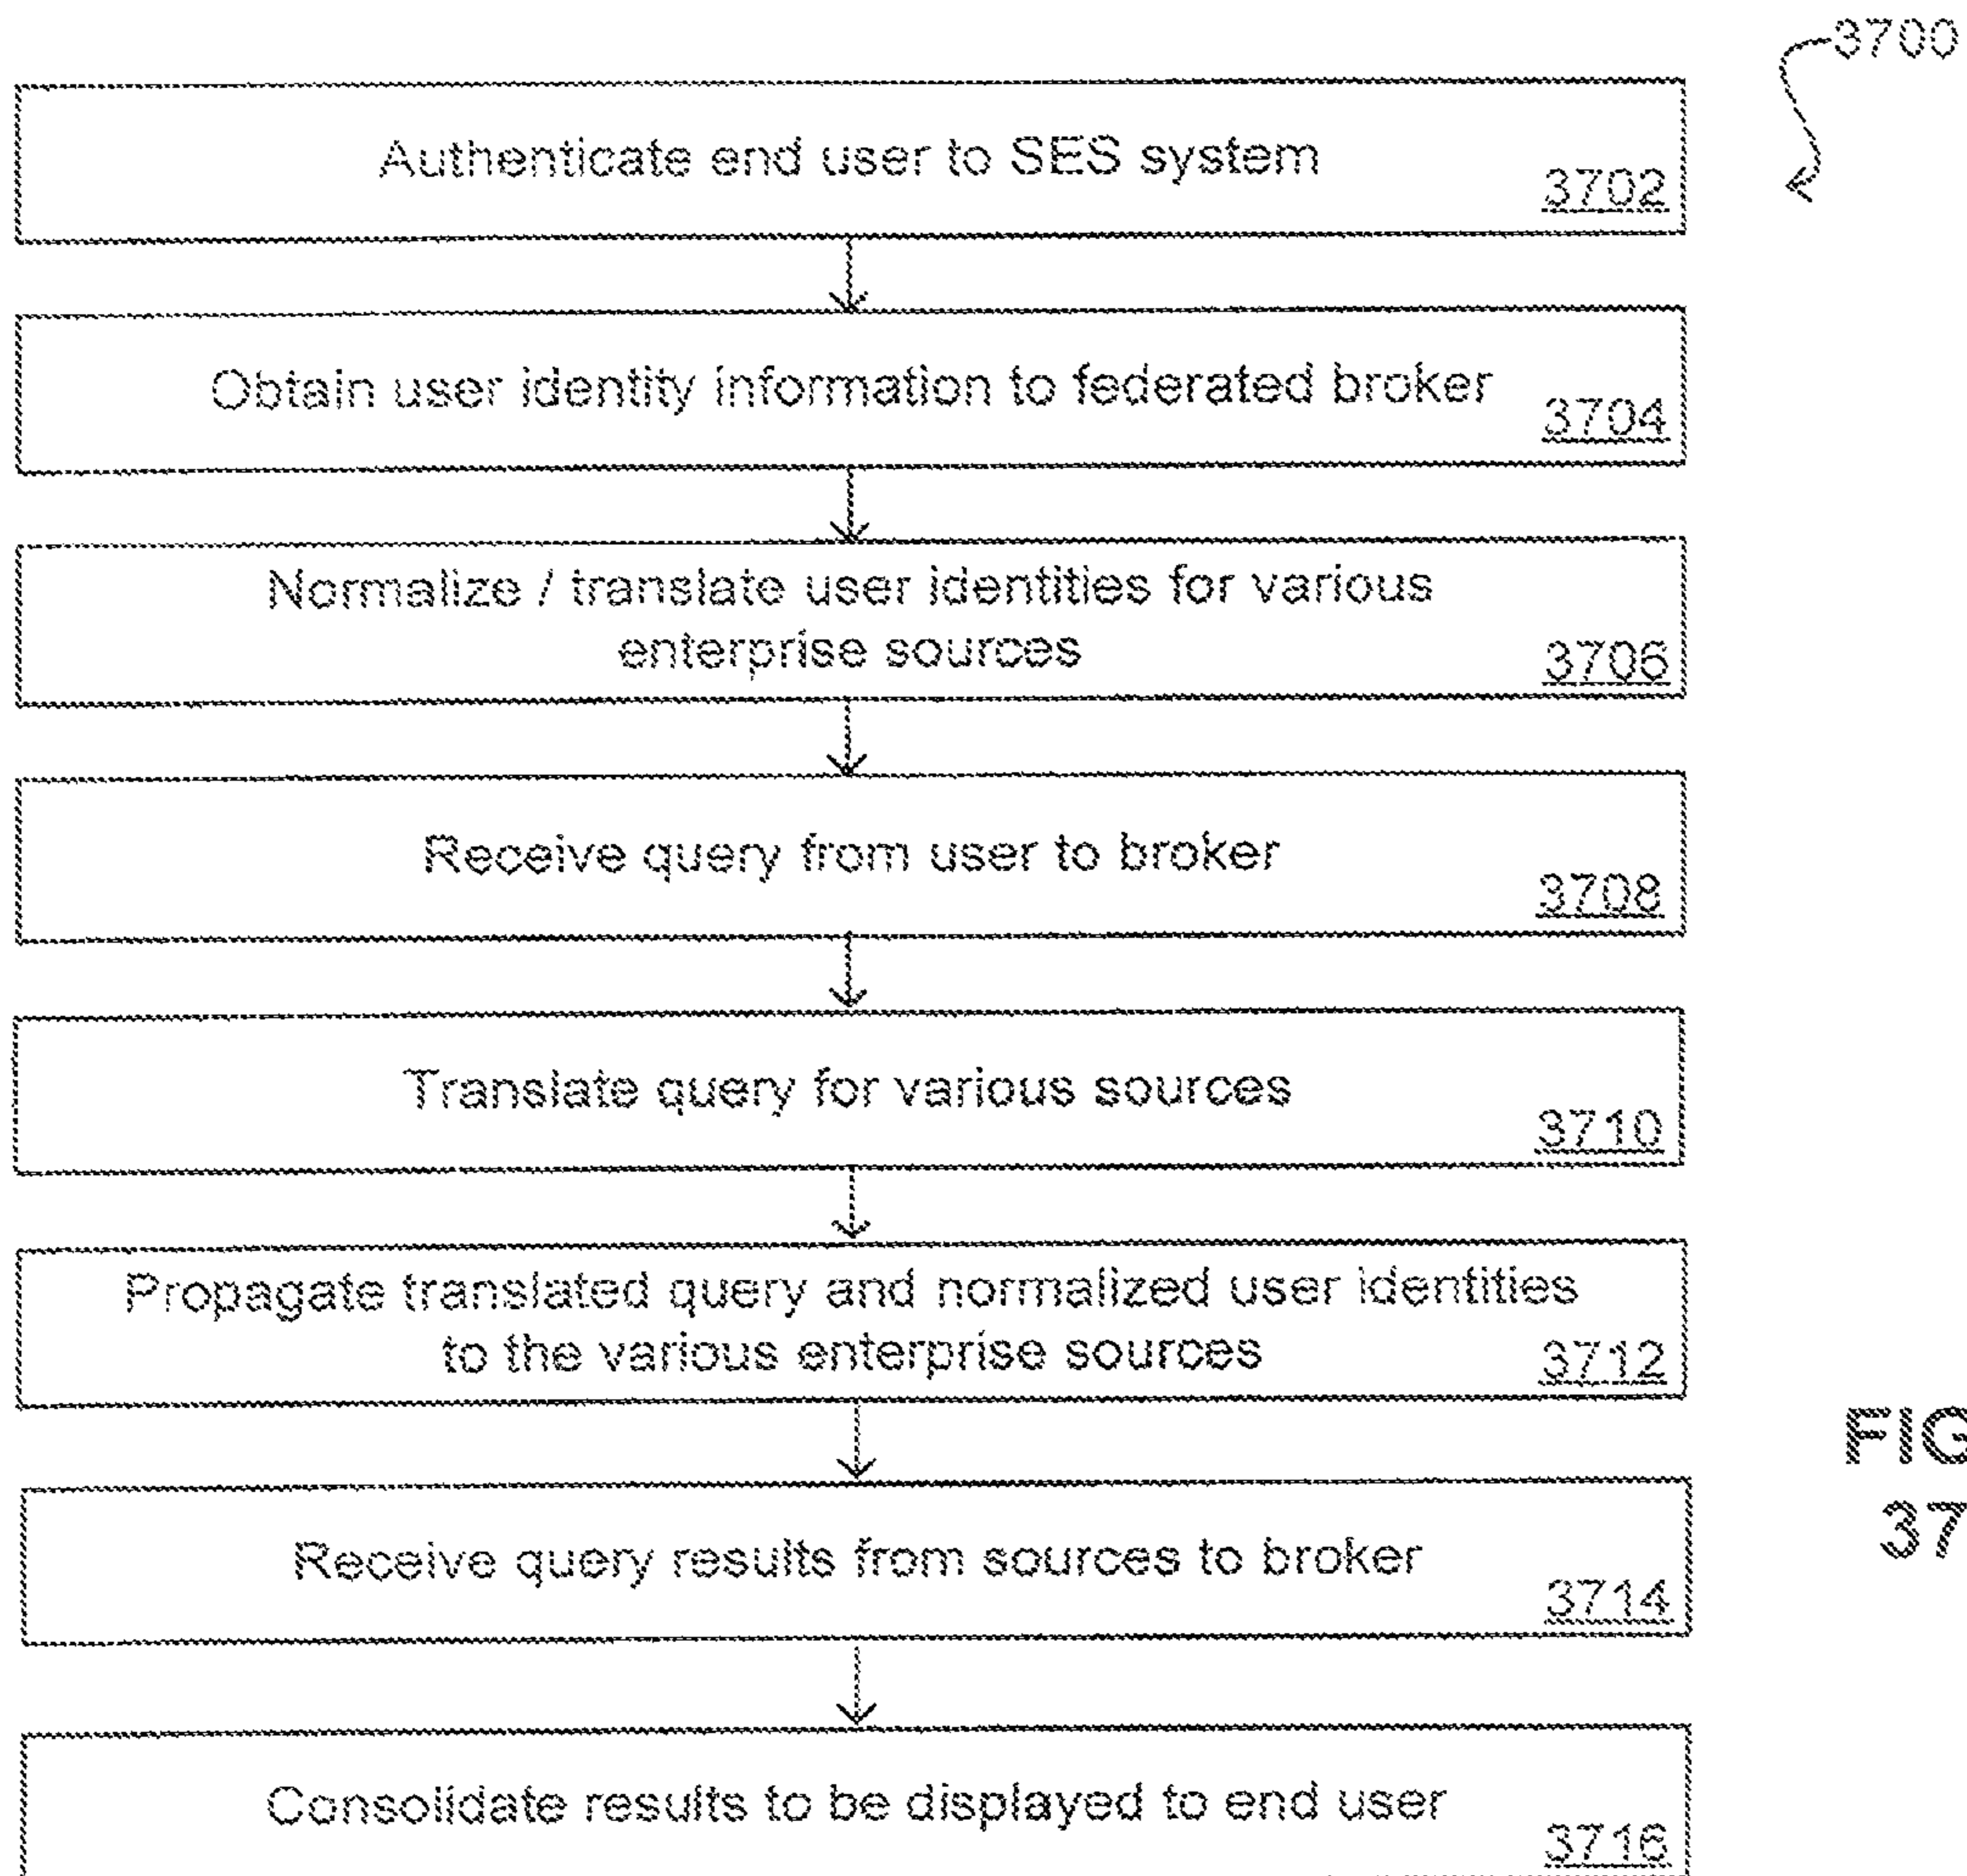 3700
Authenticate end user to SES system
3702
Obtain user identity information to federated broker
3704
Normalize / translate user identities for various
enterprise sources
3706
Receive query from user to broker
3708
Translate query for various sources
3710
Propagate translated query and normalized user identities
to the various enterprise sources
3712
Receive query results from sources to broker
3714
Consolidate results to be displayed to end user
3716
FIG
37